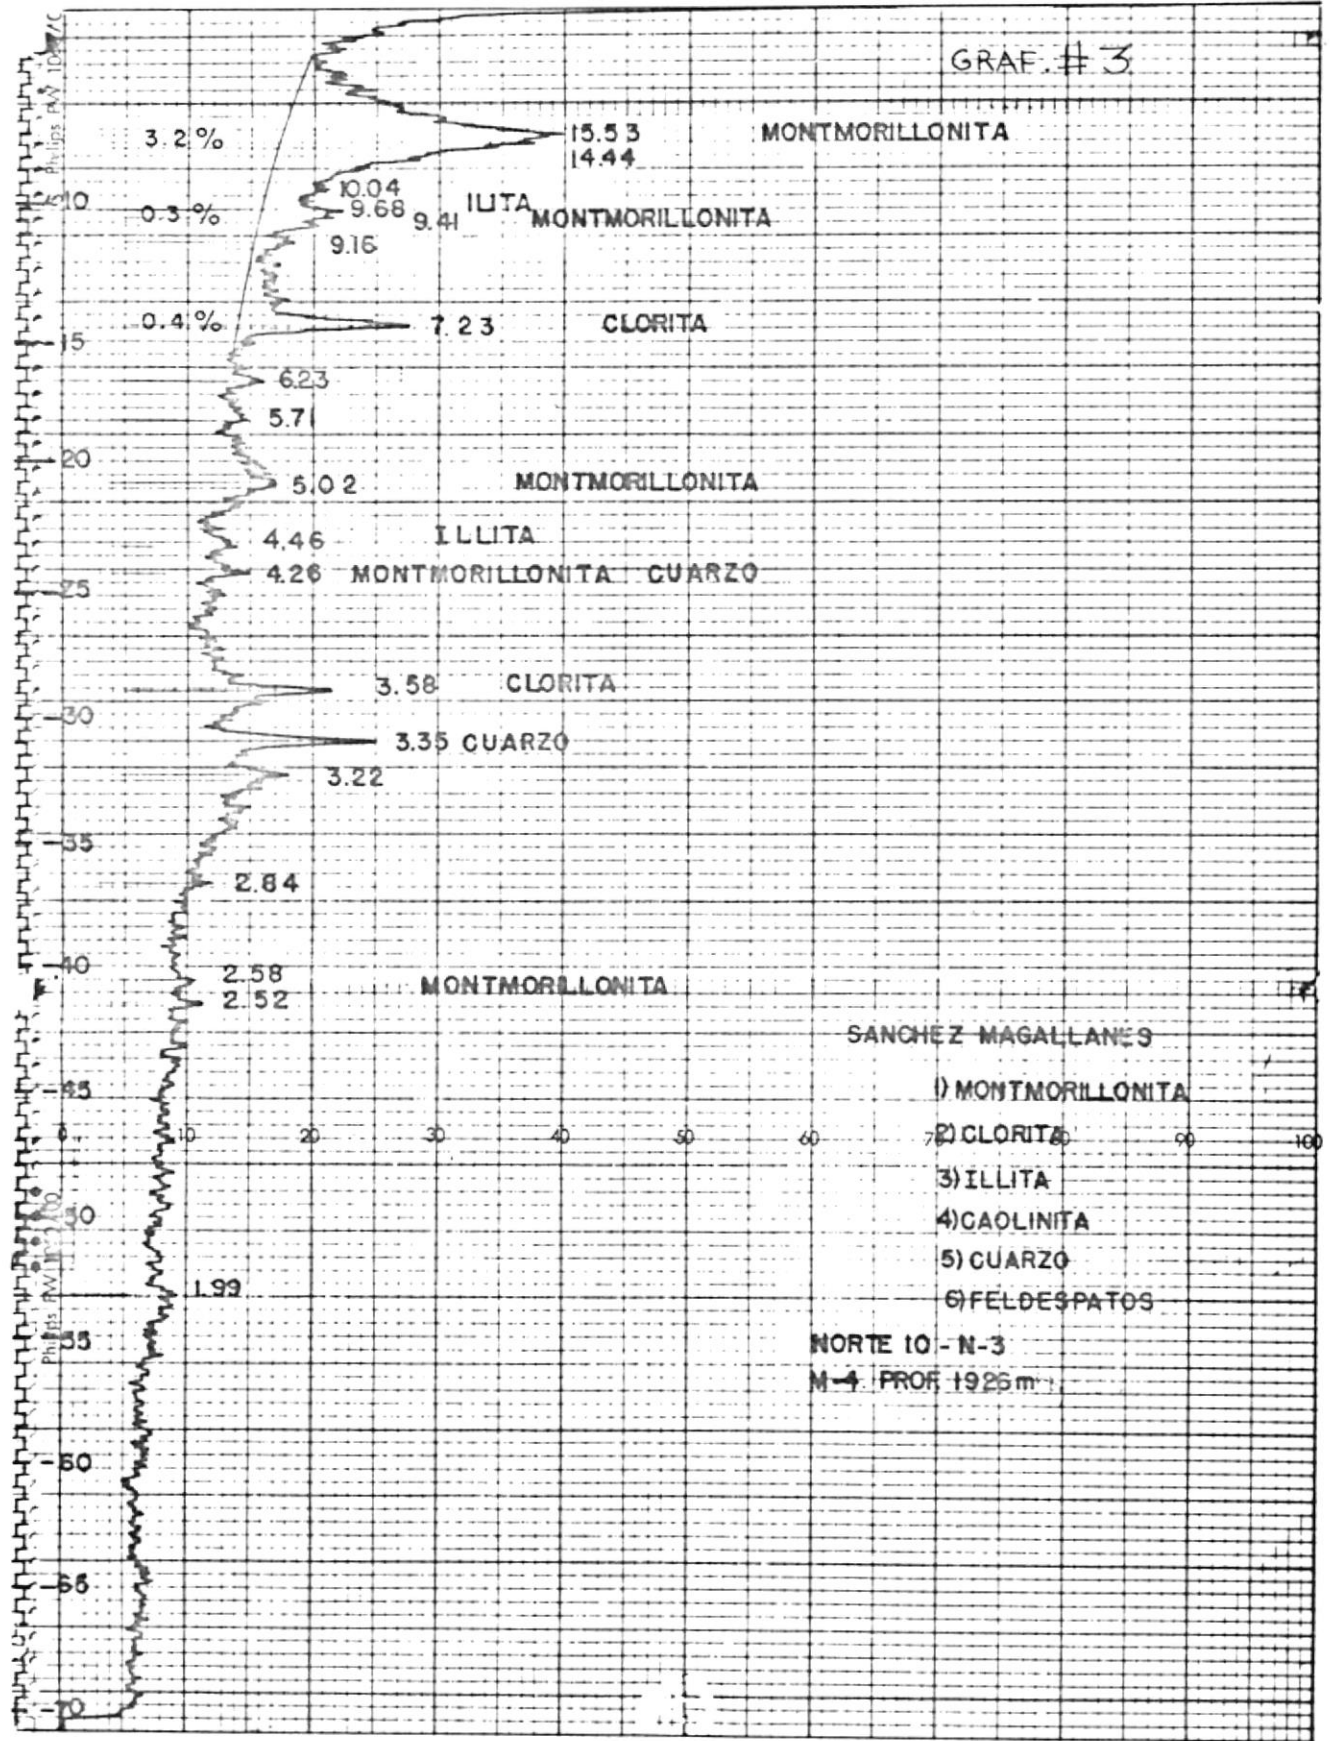 GRAF. # 3
3.2 %
15.53 MONTMORILLONITA
14.44
10.04
10 0.3 % 9.68 9.41 ILITA MONTMORILLONITA
9.16
0.4 % 7.23 CLORITA
15
6.23
5.71
20
5.02 MONTMORILLONITA
4.46 ILLITA
4.26 MONTMORILLONITA CUARZO
25
3.58 CLORITA
30
3.35 CUARZO
3.22
35
2.84
40
2.58
2.52 MONTMORILLONITA
SANCHEZ MAGALLANES
45
1) MONTMORILLONITA
0 10 20 30 40 50 60 70 80 90 100
2) CLORITA
3) ILLITA
4) CAOLINITA
50
5) CUARZO
1.99
6) FELDESPATOS
55
NORTE 10 - N-3
M-4 PROF. 1926 m
60
65
70
Philips PW
Philips PW